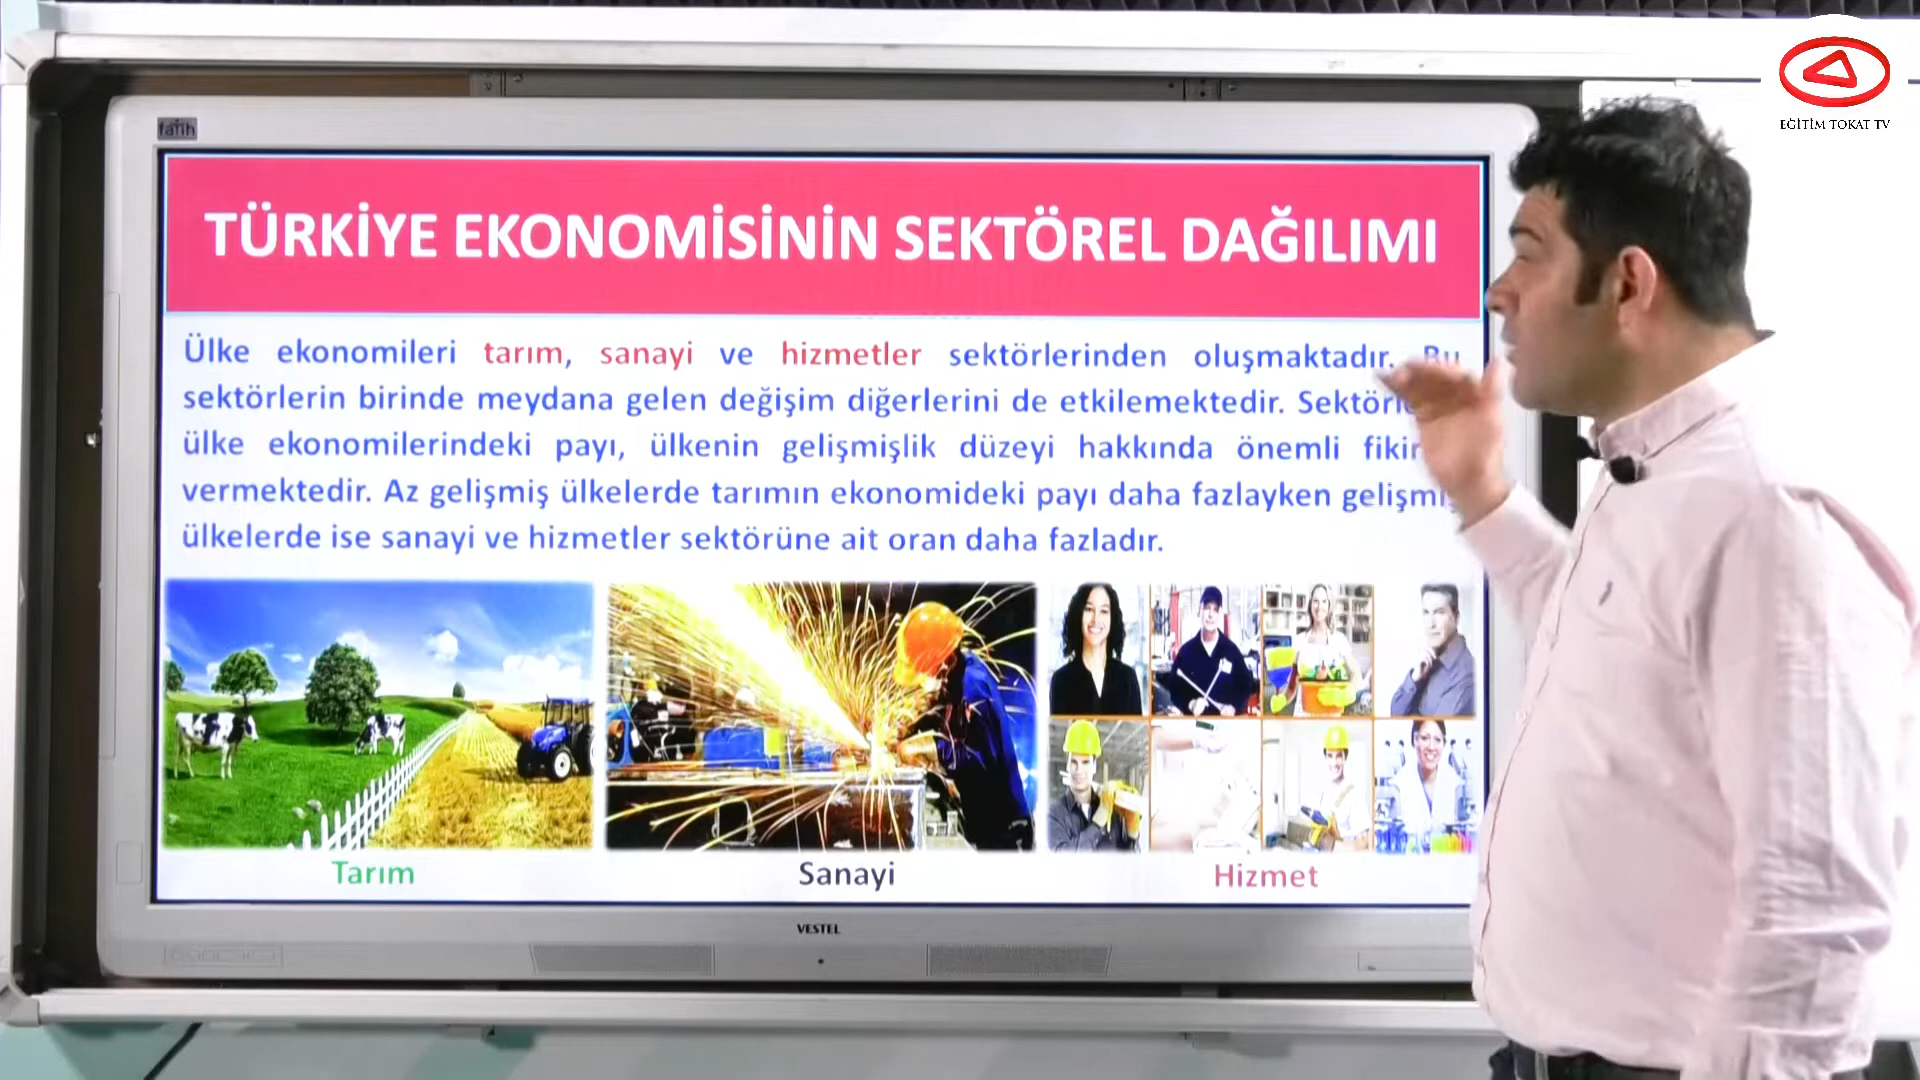 EĞİTİM TOKAT TV
fatih
TÜRKİYE EKONOMİSİNİN SEKTÖREL DAĞILIMI
Ülke ekonomileri tarım, sanayi ve hizmetler sektörlerinden oluşmaktadır. Bu
sektörlerin birinde meydana gelen değişim diğerlerini de etkilemektedir.
ülke ekonomilerindeki payı, ülkenin gelişmişlik düzeyi hakkında önemli
vermektedir. Az gelişmiş ülkelerde tarımın ekonomideki payı daha fazlayken gelişmiş
ülkelerde ise sanayi ve hizmetler sektörüne ait oran daha fazladır.
Tarım
Sanayi
Hizmet
VESTEL